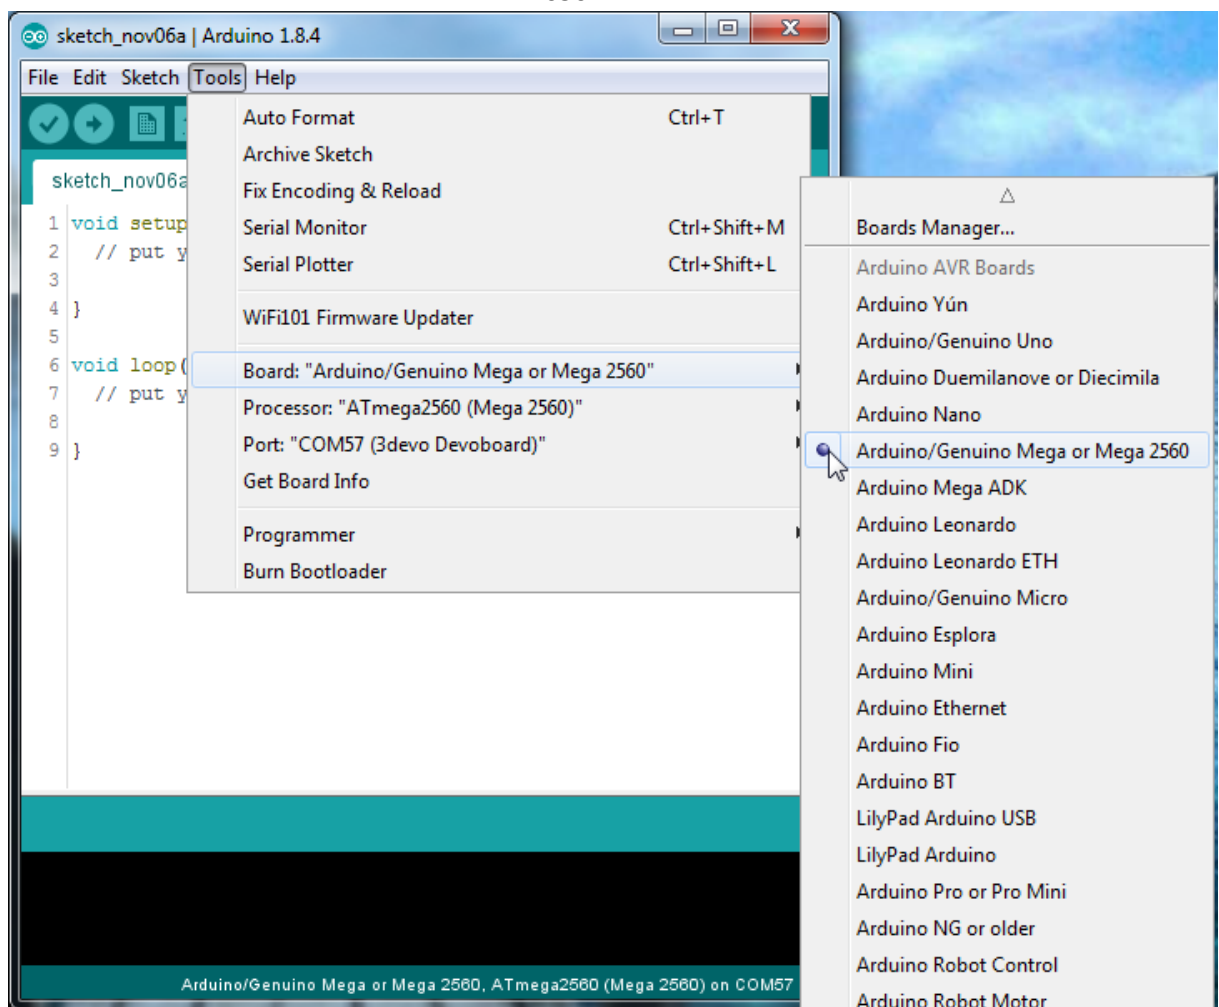 sketch_nov06a | Arduino 1.8.4
File Edit Sketch Tools Help
Auto Format Ctrl+T
Archive Sketch
Fix Encoding & Reload
Serial Monitor Ctrl+Shift+M
Serial Plotter Ctrl+Shift+L
WiFi101 Firmware Updater
Board: "Arduino/Genuino Mega or Mega 2560"
Processor: "ATmega2560 (Mega 2560)"
Port: "COM57 (3devo Devoboard)"
Get Board Info
Programmer
Burn Bootloader
sketch_nov06a
1 void setup
2 // put y
3
4 }
5
6 void loop(
7 // put y
8
9 }
Boards Manager...
Arduino AVR Boards
Arduino Yún
Arduino/Genuino Uno
Arduino Duemilanove or Diecimila
Arduino Nano
Arduino/Genuino Mega or Mega 2560
Arduino Mega ADK
Arduino Leonardo
Arduino Leonardo ETH
Arduino/Genuino Micro
Arduino Esplora
Arduino Mini
Arduino Ethernet
Arduino Fio
Arduino BT
LilyPad Arduino USB
LilyPad Arduino
Arduino Pro or Pro Mini
Arduino NG or older
Arduino Robot Control
Arduino Robot Motor
Arduino/Genuino Mega or Mega 2560, ATmega2560 (Mega 2560) on COM57